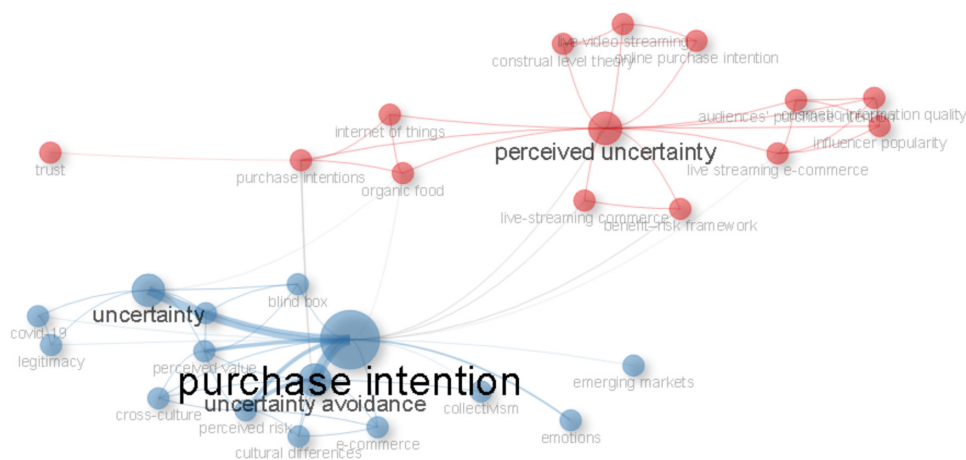 live video streaming
construal level theory
online purchase intention
audiences' purchase intention
cosmetic information quality
internet of things
influencer popularity
perceived uncertainty
trust
purchase intentions
live streaming e-commerce
organic food
live-streaming commerce
benefit–risk framework
blind box
uncertainty
covid-19
legitimacy
perceived value
purchase intention
emerging markets
uncertainty avoidance
collectivism
cross-culture
perceived risk
emotions
e-commerce
cultural differences